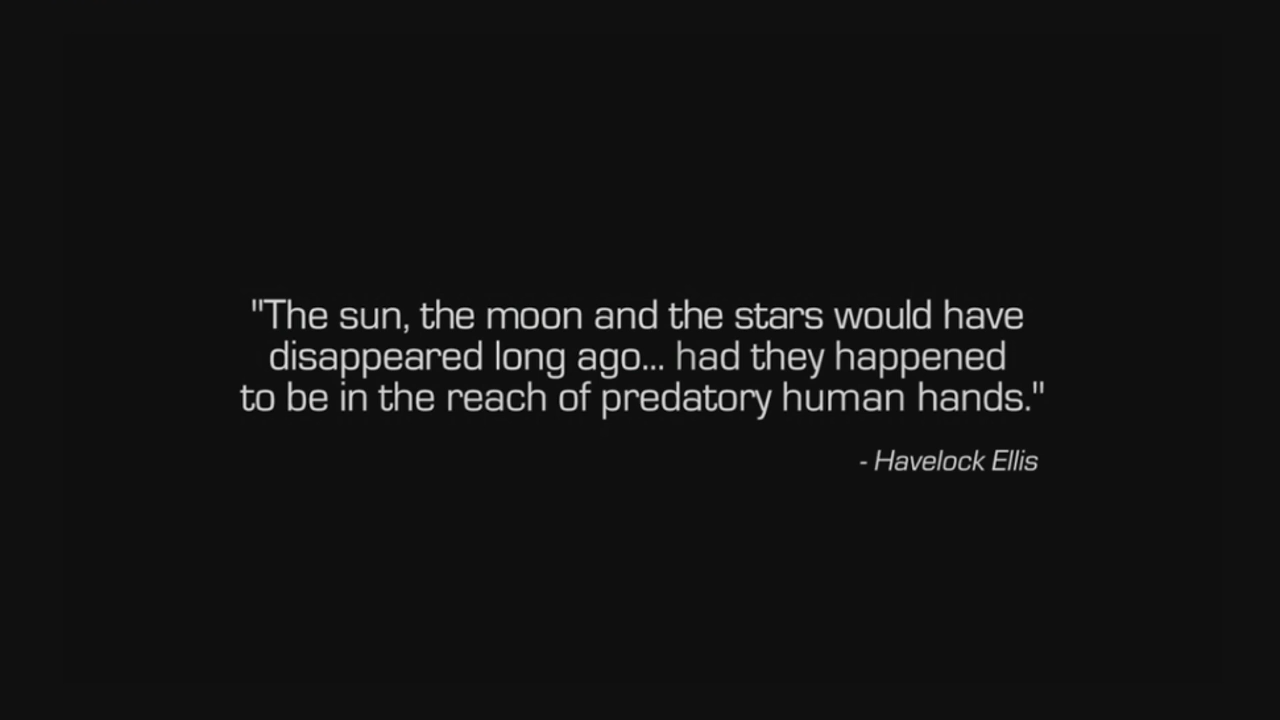 "The sun, the moon and the stars would have
disappeared long ago... had they happened
to be in the reach of predatory human hands."
- Havelock Ellis